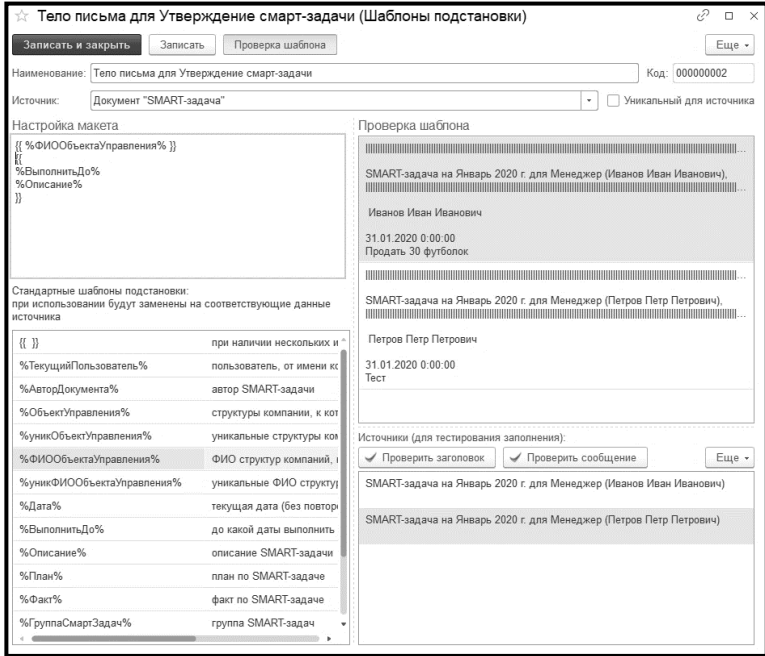 Тело письма для Утверждение смарт-задачи (Шаблоны подстановки)
Записать и закрыть Записать Проверка шаблона Еще
Наименование: Тело письма для Утверждение смарт-задачи Код: 000000002
Источник: Документ "SMART-задача" Уникальный для источника
Настройка макета
{{ %ФИООбъектаУправления% }}
{{
%ВыполнитьДо%
%Описание%
}}
Стандартные шаблоны подстановки:
при использовании будут заменены на соответствующие данные
источника
{{ }} при наличии нескольких и
%ТекущийПользователь% пользователь, от имени ко
%АвторДокумента% автор SMART-задачи
%ОбъектУправления% структуры компании, к кот
%уникОбъектУправления% уникальные структуры ком
%ФИООбъектаУправления% ФИО структур компаний,
%уникФИООбъектаУправления% уникальные ФИО структур
%Дата% текущая дата (без повтор
%ВыполнитьДо% до какой даты выполнить
%Описание% описание SMART-задачи
%План% план по SMART-задаче
%Факт% факт по SMART-задаче
%ГруппаСмартЗадач% группа SMART-задач
Проверка шаблона
SMART-задача на Январь 2020 г. для Менеджер (Иванов Иван Иванович),
Иванов Иван Иванович
31.01.2020 0:00:00
Продать 30 футболок
SMART-задача на Январь 2020 г. для Менеджер (Петров Петр Петрович),
Петров Петр Петрович
31.01.2020 0:00:00
Тест
Источники (для тестирования заполнения):
Проверить заголовок Проверить сообщение Еще
SMART-задача на Январь 2020 г. для Менеджер (Иванов Иван Иванович)
SMART-задача на Январь 2020 г. для Менеджер (Петров Петр Петрович)